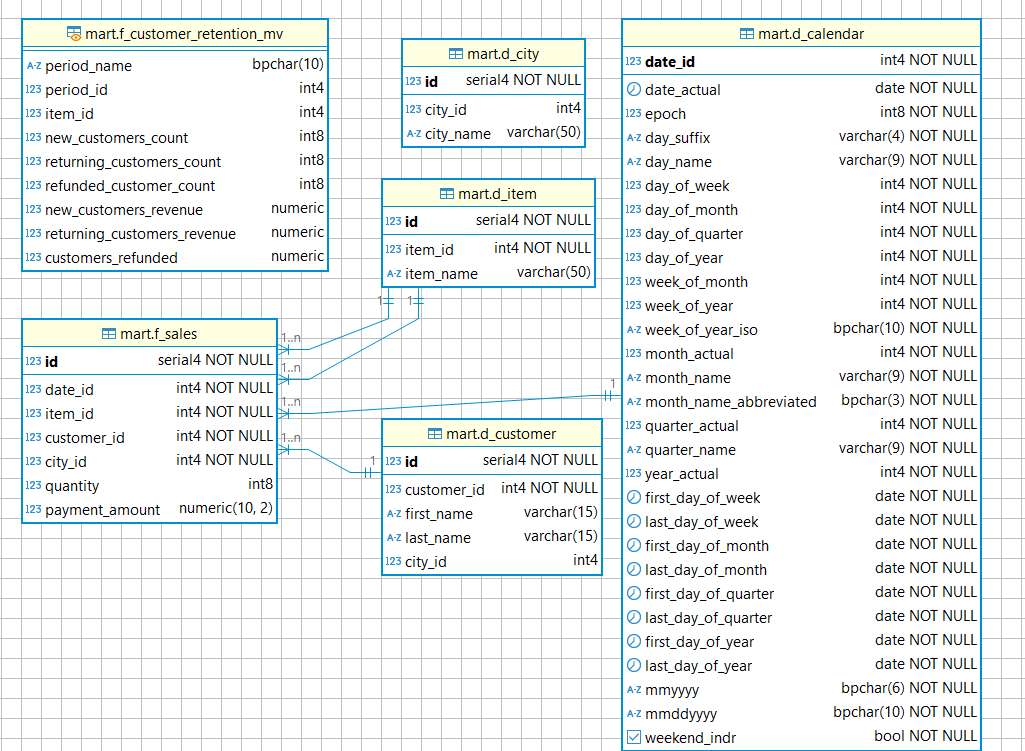 mart.f_customer_retention_mv
A-Z period_name bpchar(10)
123 period_id int4
123 item_id int4
123 new_customers_count int8
123 returning_customers_count int8
123 refunded_customer_count int8
123 new_customers_revenue numeric
123 returning_customers_revenue numeric
123 customers_refunded numeric
mart.d_city
123 id serial4 NOT NULL
123 city_id int4
A-Z city_name varchar(50)
mart.d_item
123 id serial4 NOT NULL
123 item_id int4 NOT NULL
A-Z item_name varchar(50)
1
1
mart.f_sales
123 id serial4 NOT NULL
123 date_id int4 NOT NULL
123 item_id int4 NOT NULL
123 customer_id int4 NOT NULL
123 city_id int4 NOT NULL
123 quantity int8
123 payment_amount numeric(10, 2)
1..n
1..n
1..n
1..n
1
1
mart.d_customer
123 id serial4 NOT NULL
123 customer_id int4 NOT NULL
A-Z first_name varchar(15)
A-Z last_name varchar(15)
123 city_id int4
mart.d_calendar
123 date_id int4 NOT NULL
date_actual date NOT NULL
123 epoch int8 NOT NULL
A-Z day_suffix varchar(4) NOT NULL
A-Z day_name varchar(9) NOT NULL
123 day_of_week int4 NOT NULL
123 day_of_month int4 NOT NULL
123 day_of_quarter int4 NOT NULL
123 day_of_year int4 NOT NULL
123 week_of_month int4 NOT NULL
123 week_of_year int4 NOT NULL
A-Z week_of_year_iso bpchar(10) NOT NULL
123 month_actual int4 NOT NULL
A-Z month_name varchar(9) NOT NULL
A-Z month_name_abbreviated bpchar(3) NOT NULL
123 quarter_actual int4 NOT NULL
A-Z quarter_name varchar(9) NOT NULL
123 year_actual int4 NOT NULL
first_day_of_week date NOT NULL
last_day_of_week date NOT NULL
first_day_of_month date NOT NULL
last_day_of_month date NOT NULL
first_day_of_quarter date NOT NULL
last_day_of_quarter date NOT NULL
first_day_of_year date NOT NULL
last_day_of_year date NOT NULL
A-Z mmyyyy bpchar(6) NOT NULL
A-Z mmddyyyy bpchar(10) NOT NULL
weekend_indr bool NOT NULL